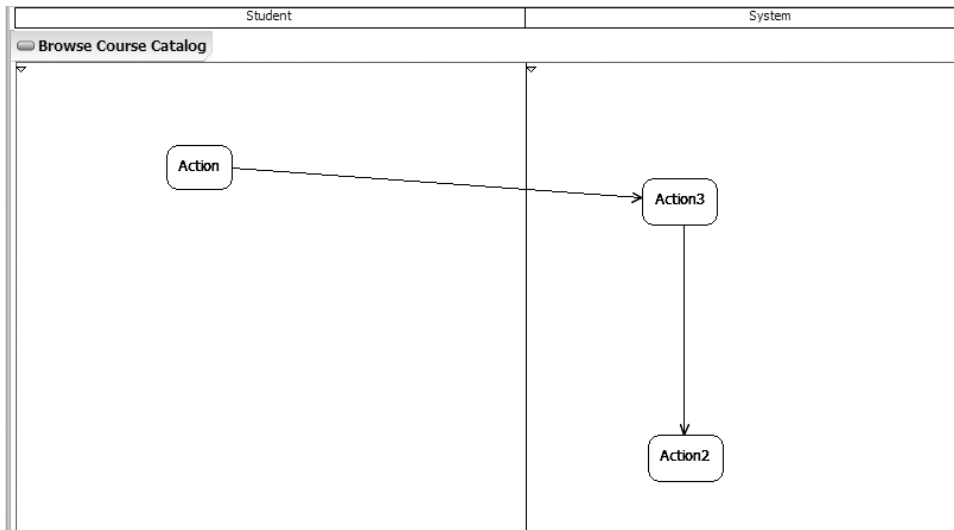 Student
System
Browse Course Catalog
Action
Action3
Action2